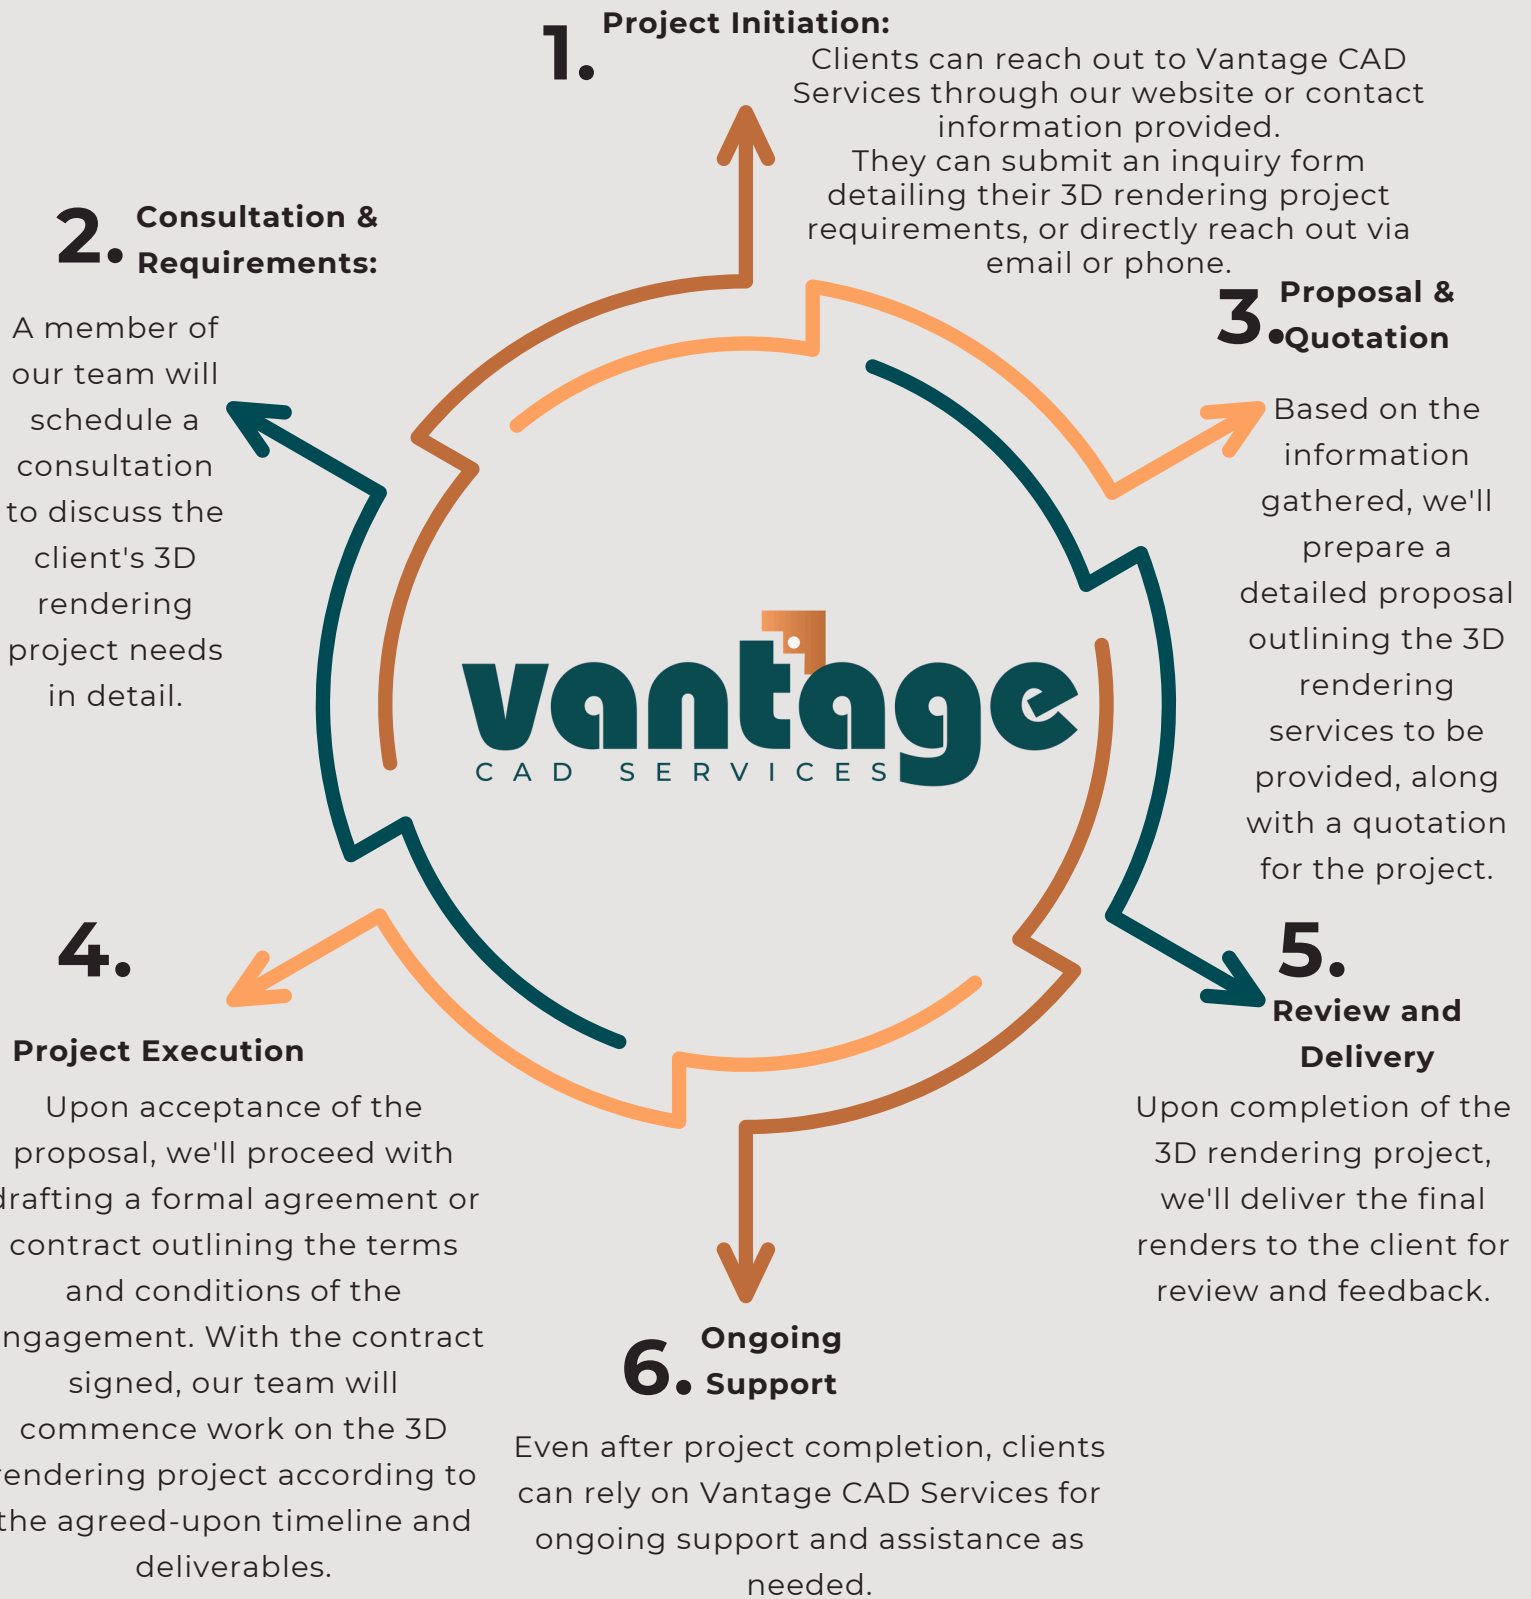 1. Project Initiation:
Clients can reach out to Vantage CAD
Services through our website or contact
information provided.
They can submit an inquiry form
detailing their 3D rendering project
requirements, or directly reach out via
email or phone.
2. Consultation &
Requirements:
A member of
our team will
schedule a
consultation
to discuss the
client's 3D
rendering
project needs
in detail.
3. Proposal &
Quotation
Based on the
information
gathered, we'll
prepare a
detailed proposal
outlining the 3D
rendering
services to be
provided, along
with a quotation
for the project.
vantage
CAD SERVICES
4.
Project Execution
Upon acceptance of the
proposal, we'll proceed with
drafting a formal agreement or
contract outlining the terms
and conditions of the
ngagement. With the contract
signed, our team will
commence work on the 3D
rendering project according to
the agreed-upon timeline and
deliverables.
5.
Review and
Delivery
Upon completion of the
3D rendering project,
we'll deliver the final
renders to the client for
review and feedback.
6. Ongoing
Support
Even after project completion, clients
can rely on Vantage CAD Services for
ongoing support and assistance as
needed.